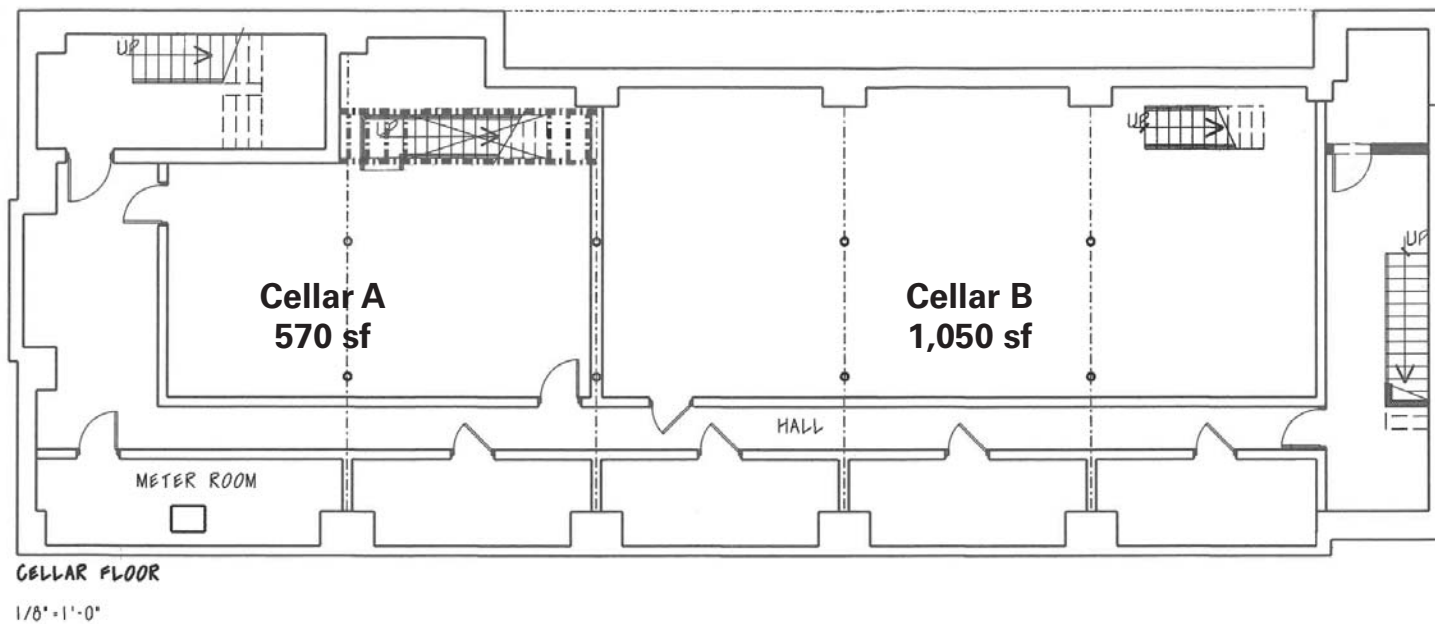 UP
UP
UP
UP
Cellar A
570 sf
Cellar B
1,050 sf
HALL
METER ROOM
CELLAR FLOOR
1/8" = 1'-0"